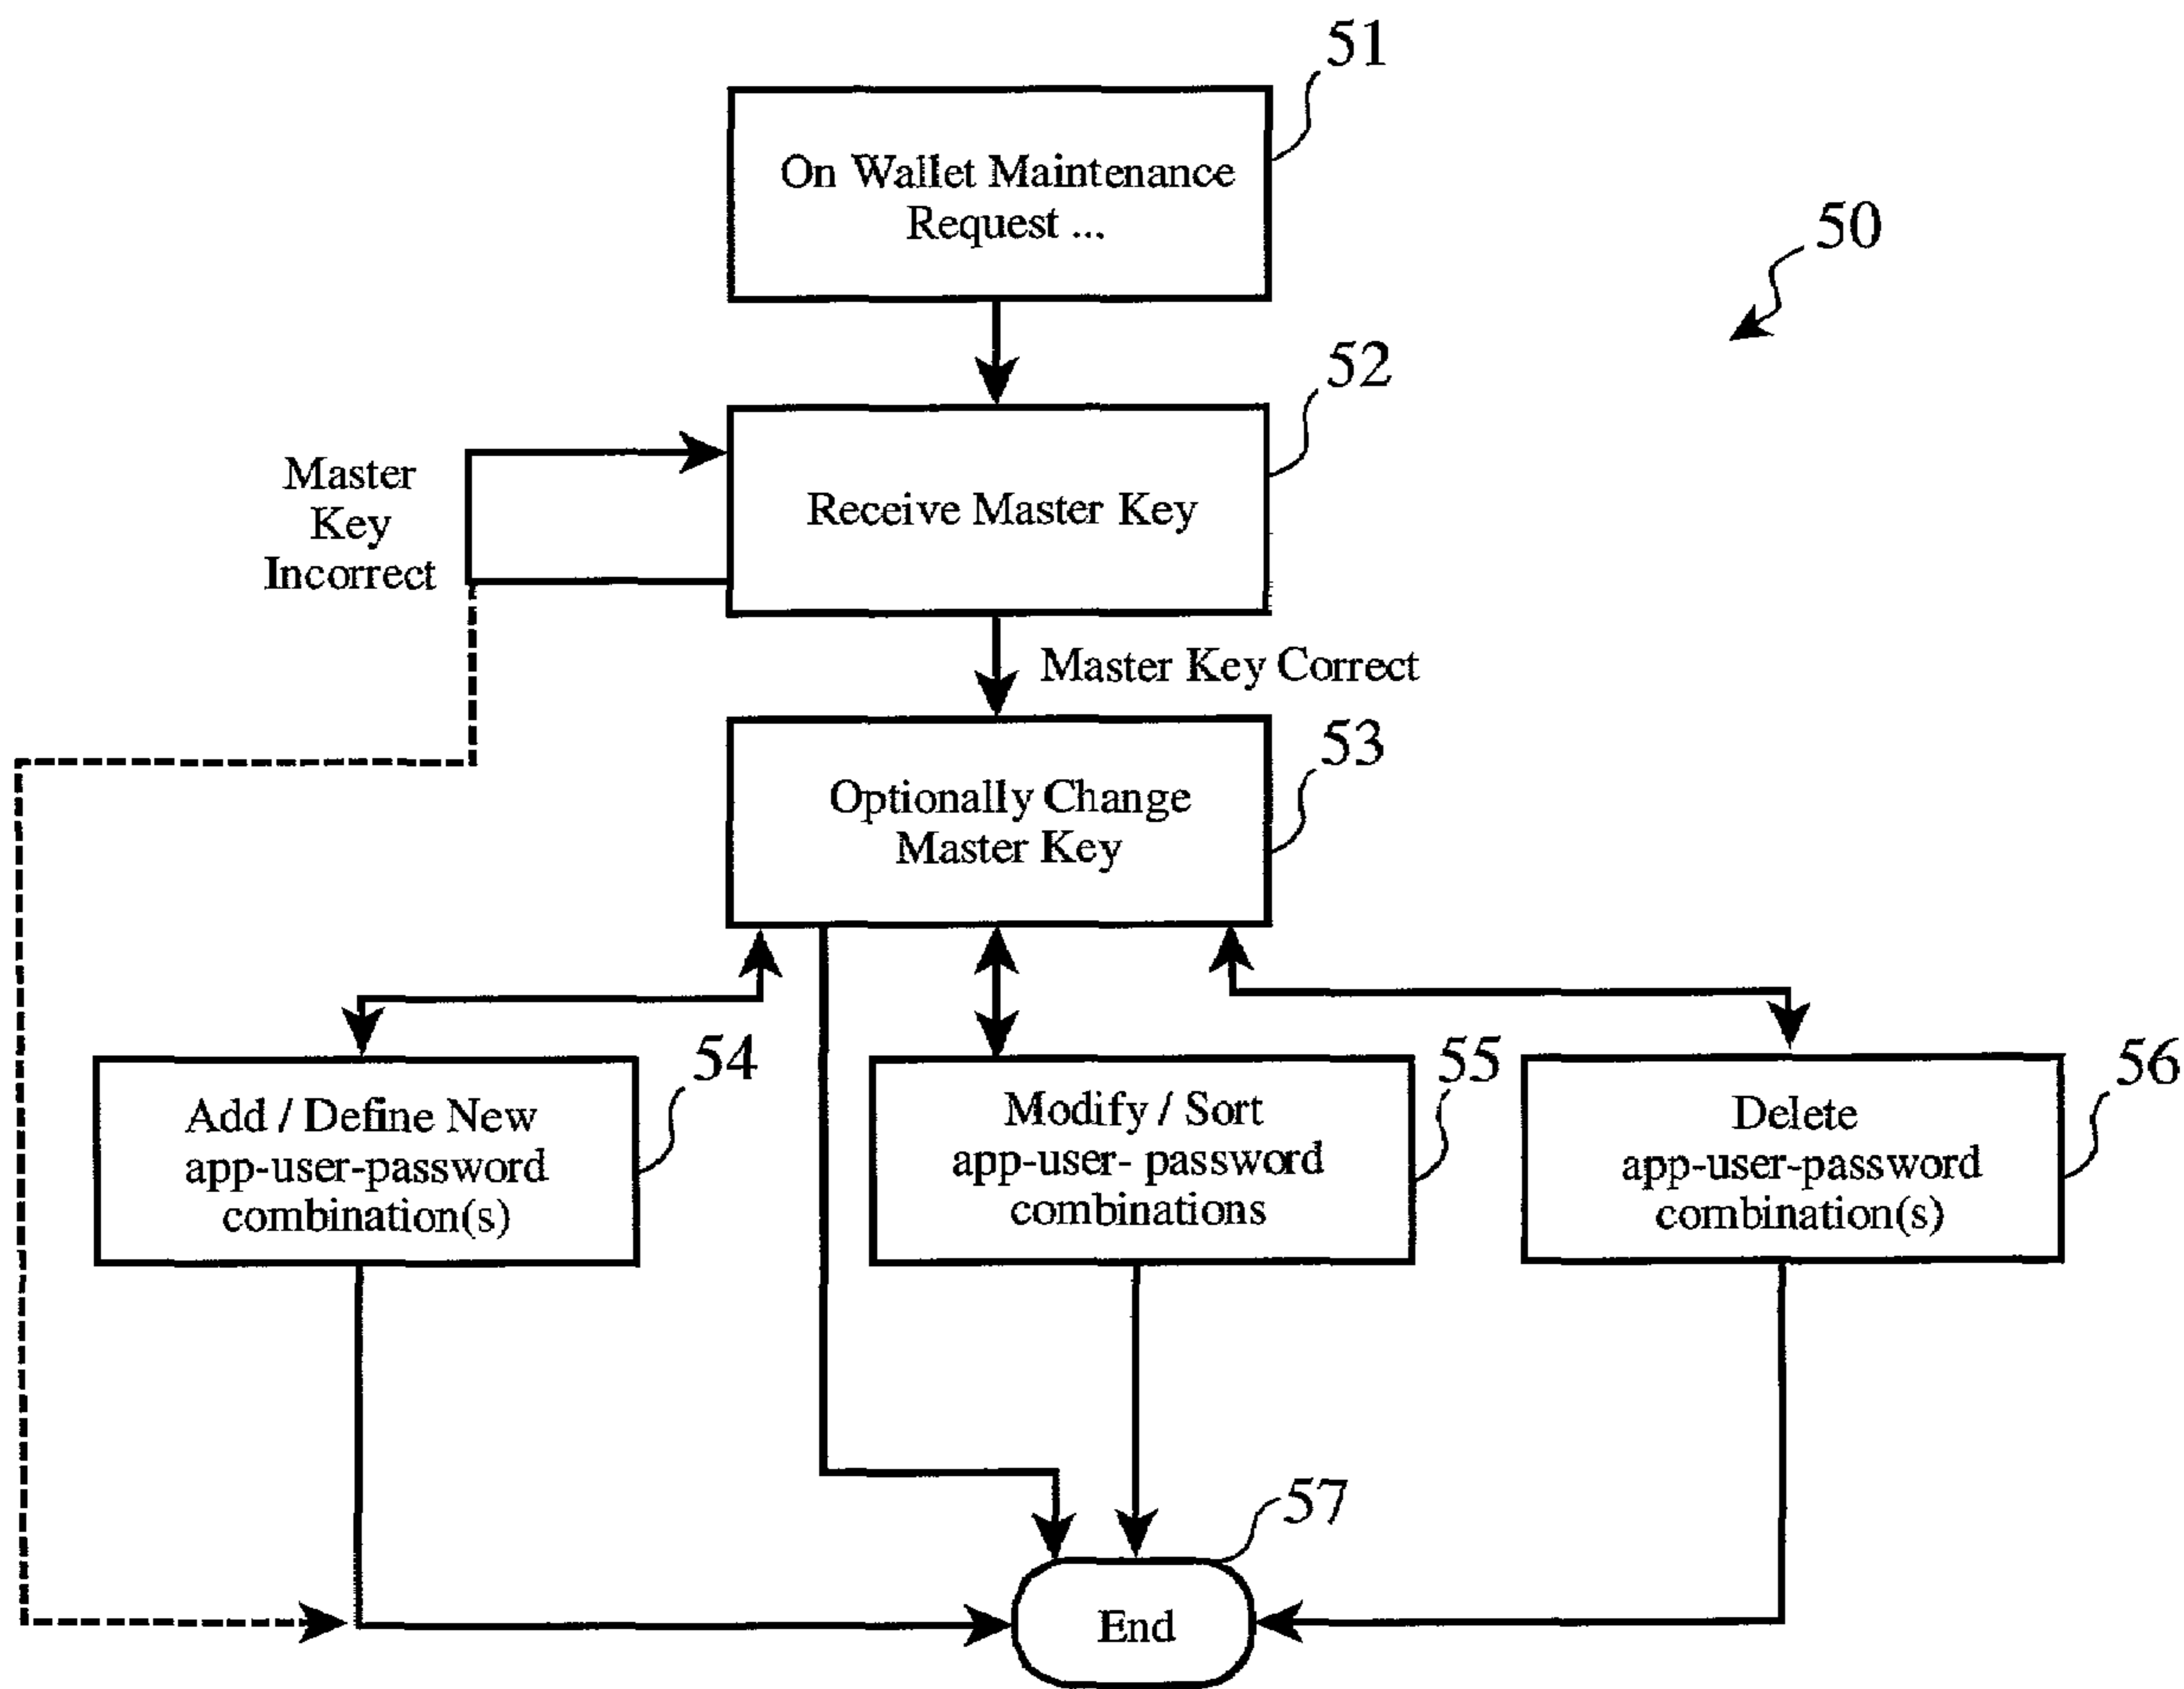 51
On Wallet Maintenance
Request ...
50
52
Master
Key
Incorrect
Receive Master Key
Master Key Correct
53
Optionally Change
Master Key
54
Add / Define New
app-user-password
combination(s)
55
Modify / Sort
app-user- password
combinations
56
Delete
app-user-password
combination(s)
57
End